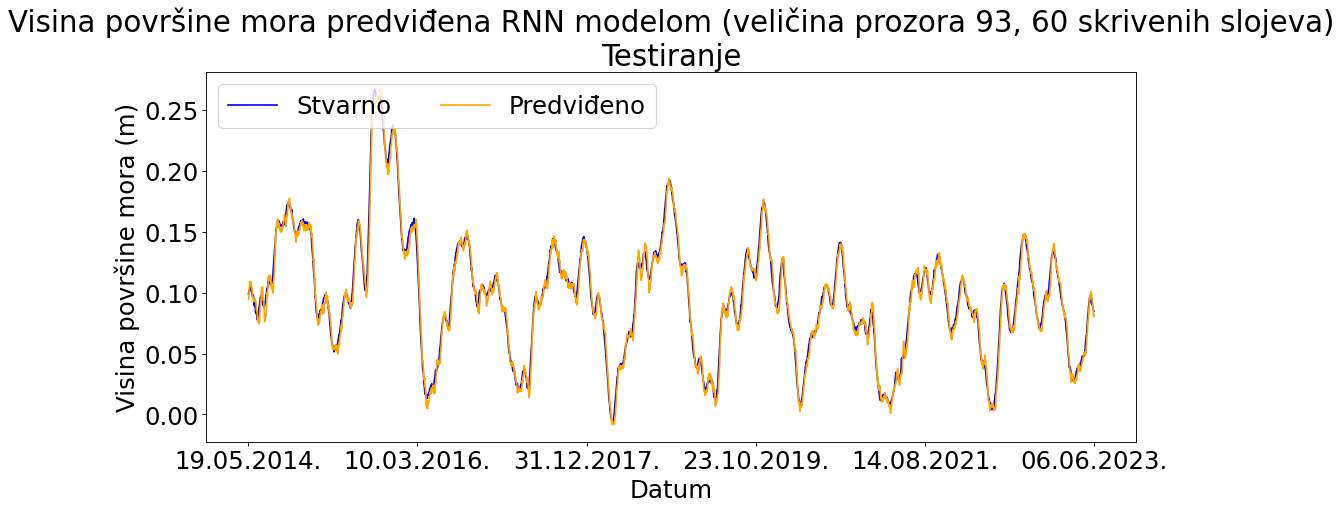 Visina površine mora predviđena RNN modelom (veličina prozora 93, 60 skrivenih slojeva)
Testiranje
Stvarno Predviđeno
Visina površine mora (m)
0.25
0.20
0.15
0.10
0.05
0.00
19.05.2014. 10.03.2016. 31.12.2017. 23.10.2019. 14.08.2021. 06.06.2023.
Datum